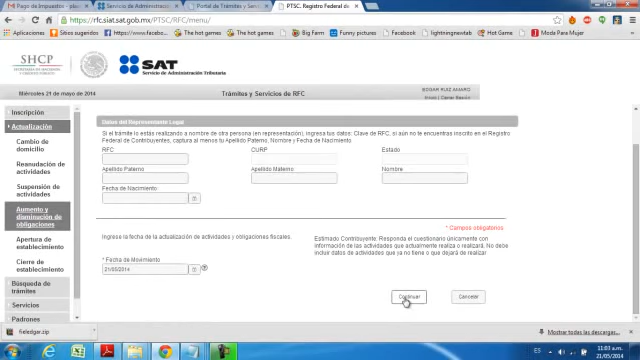 Pago de Impuestos - plati
Servicio de Administració
Portal de Trámites y Serv
PTSC. Registro Federal de
https://rfc.siat.sat.gob.mx/PTSC/RFC/menu/
Aplicaciones
Sitios sugeridos
https://www.facebo...
The hot games
The hot games
Big Farm
Funny Pictures
Facebook
lightningnewtab
Hot Game
Moda Para Mujer
SHCP
SAT
Servicio de Administración Tributaria
Miércoles 21 de mayo de 2014
Trámites y Servicios de RFC
EDGAR RUIZ AMARO
Inicio | Cerrar Sesión
Inscripción
Actualización
Cambio de
domicilio
Reanudación de
actividades
Suspensión de
actividades
Aumento y
disminución de
obligaciones
Apertura de
establecimiento
Cierre de
establecimiento
Búsqueda de
trámites
Servicios
Padrones
Datos del Representante Legal
Si el trámite lo estás realizando a nombre de otra persona (en representación), ingresa tus datos: Clave de RFC, si aún no te encuentras inscrito en el Registro
Federal de Contribuyentes, captura al menos tu Apellido Paterno, Nombre y Fecha de Nacimiento.
RFC
CURP
Estado
Apellido Paterno
Apellido Materno
Nombre
Fecha de Nacimiento
* Campos obligatorios
Ingrese la fecha de la actualización de actividades y obligaciones fiscales.
Estimado Contribuyente: Responda el cuestionario únicamente con
información de las actividades que actualmente realiza o realizará. No debe
incluir datos de actividades que ya no tiene o que dejará de realizar
* Fecha de Movimiento
21/05/2014
Continuar
Cancelar
fieledgar.zip
Mostrar todas las descargas...
ES
11:03 a.m.
21/05/2014